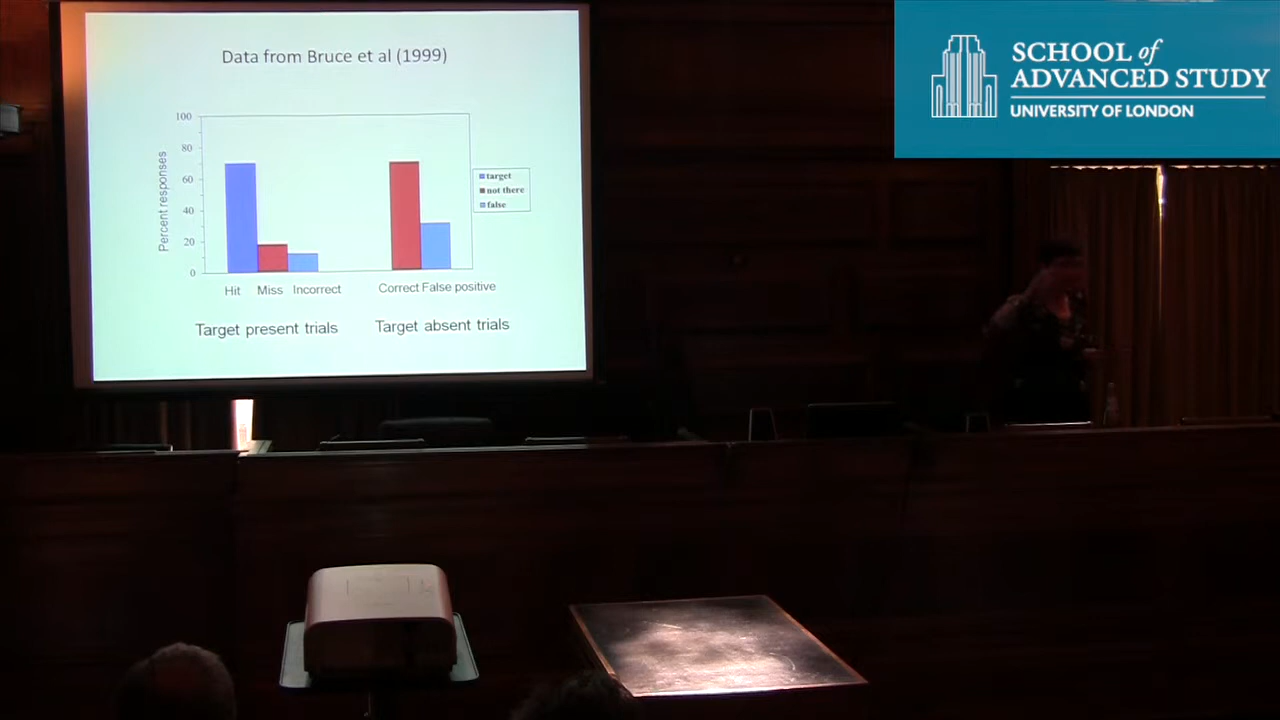 Data from Bruce et al (1999)
100
80
60
40
20
0
Percent responses
target
not there
false
Hit Miss Incorrect
Correct False positive
Target present trials
Target absent trials
SCHOOL of
ADVANCED STUDY
UNIVERSITY OF LONDON